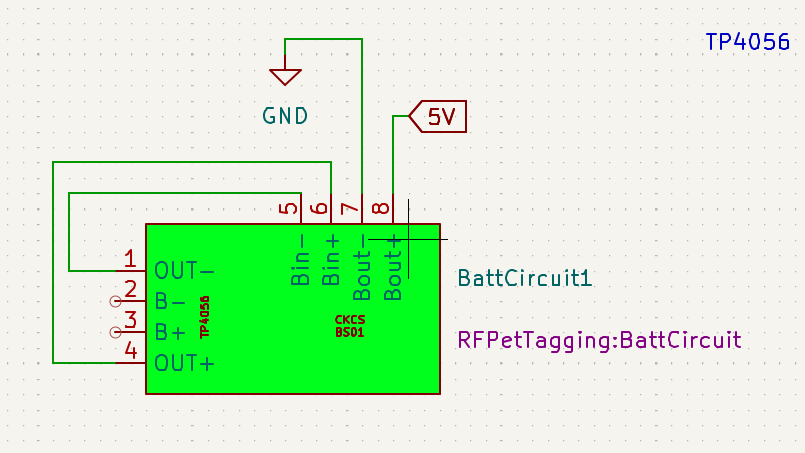 TP4056
GND
5V
5 6 7 8
Bin- Bin+ Bout- Bout+
1 OUT-
2 B-
3 B+
4 OUT+
TP4056
CKCS
BS01
BattCircuit1
RFPetTagging:BattCircuit